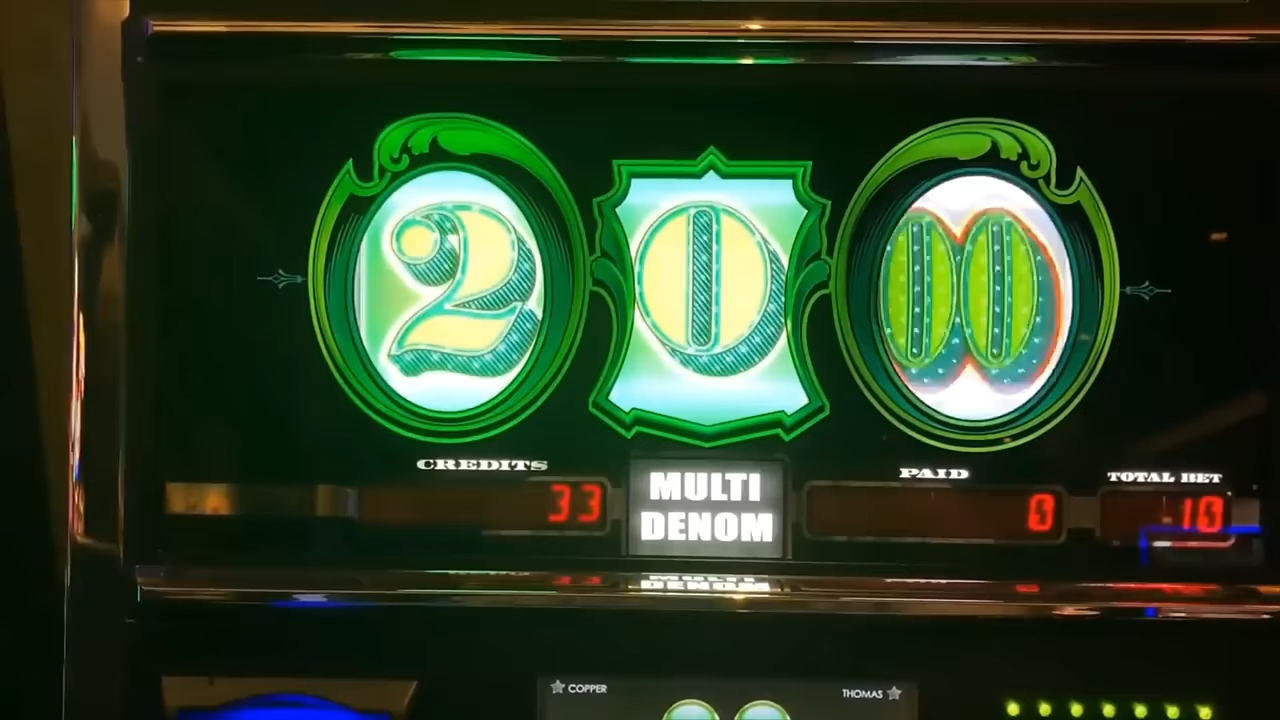 2 0 00
CREDITS
PAID
TOTAL BET
33
MULTI
DENOM
0
10
COPPER
THOMAS